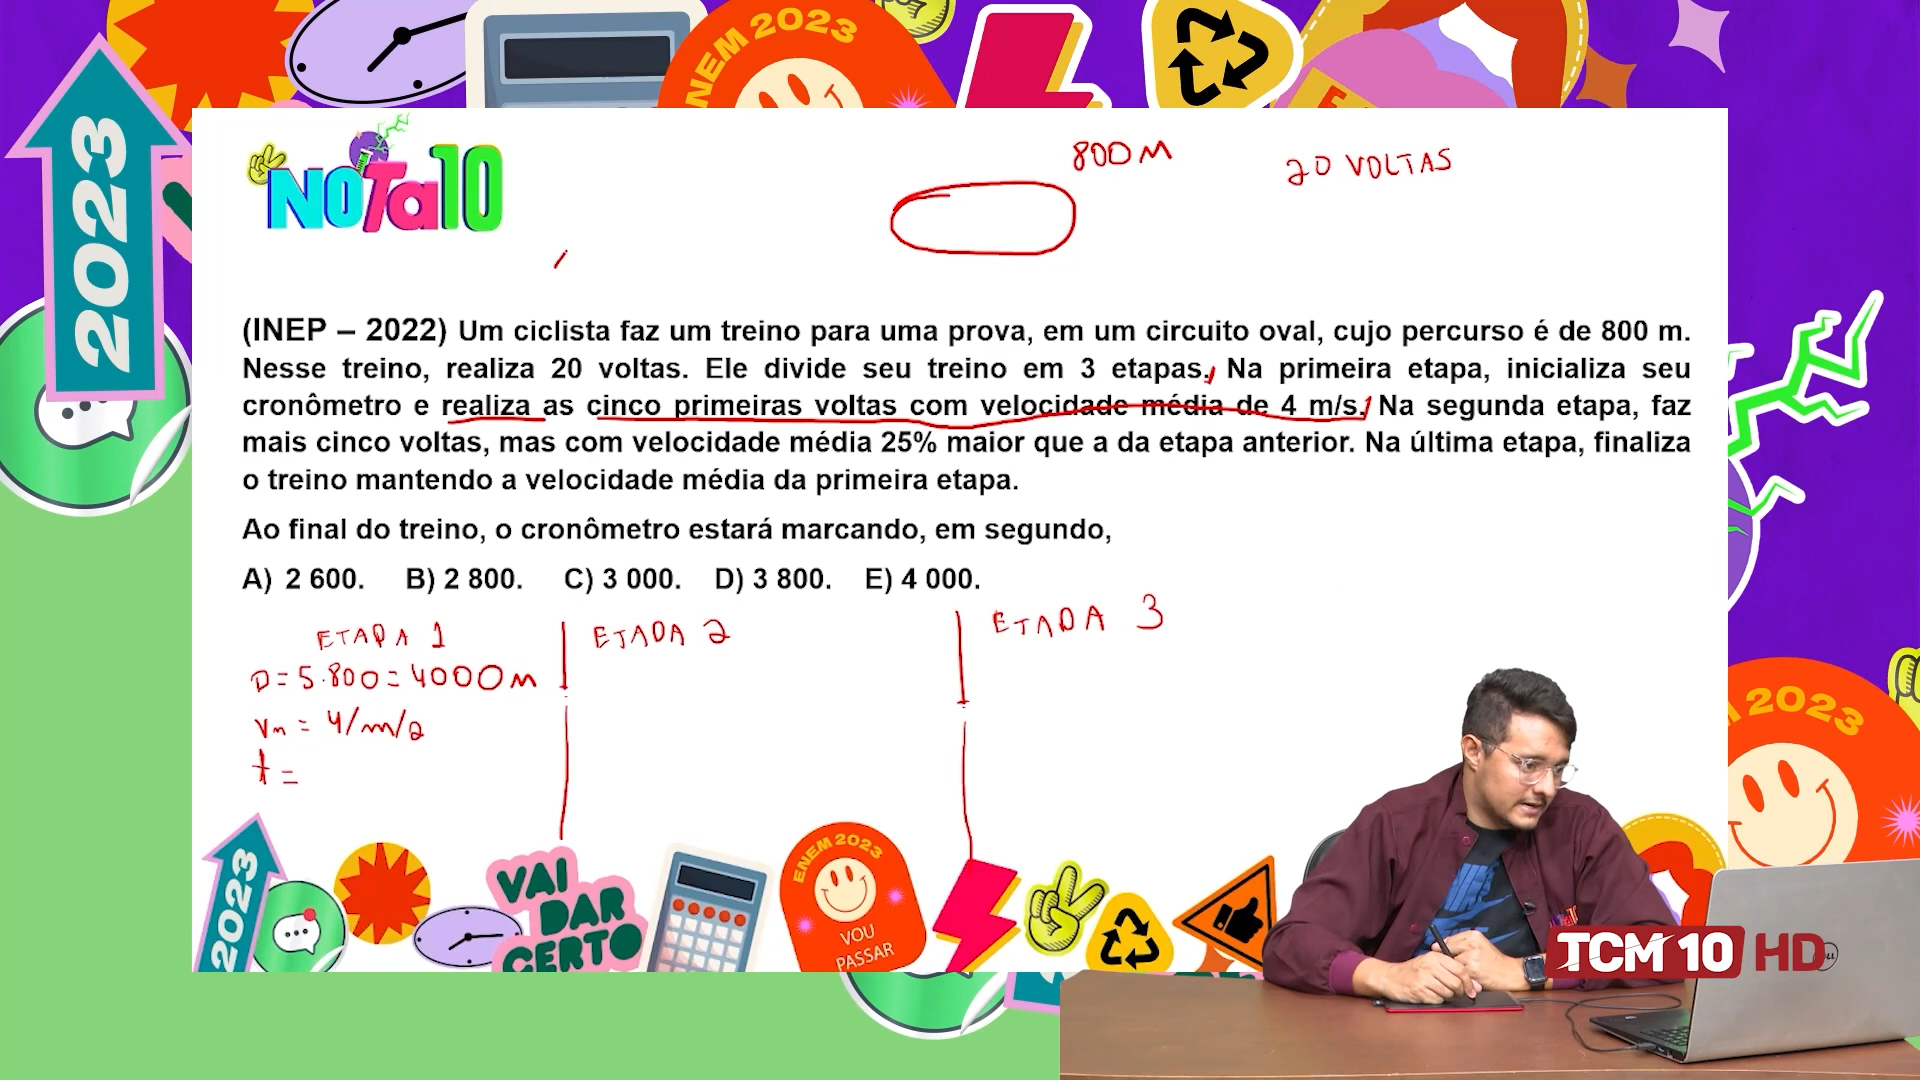 ENEM 2023
2023
NOTa10
800M
20 VOLTAS
(INEP – 2022) Um ciclista faz um treino para uma prova, em um circuito oval, cujo percurso é de 800 m.
Nesse treino, realiza 20 voltas. Ele divide seu treino em 3 etapas. Na primeira etapa, inicializa seu
cronômetro e realiza as cinco primeiras voltas com velocidade média de 4 m/s. Na segunda etapa, faz
mais cinco voltas, mas com velocidade média 25% maior que a da etapa anterior. Na última etapa, finaliza
o treino mantendo a velocidade média da primeira etapa.
Ao final do treino, o cronômetro estará marcando, em segundo,
A) 2 600. B) 2 800. C) 3 000. D) 3 800. E) 4 000.
ETAPA 1
ETAPA 2
ETAPA 3
D=5.800=4000M
Vm = 4/m/s
t =
2023
VAI
DAR
CERTO
ENEM 2023
VOU
PASSAR
2023
TCM 10 HD